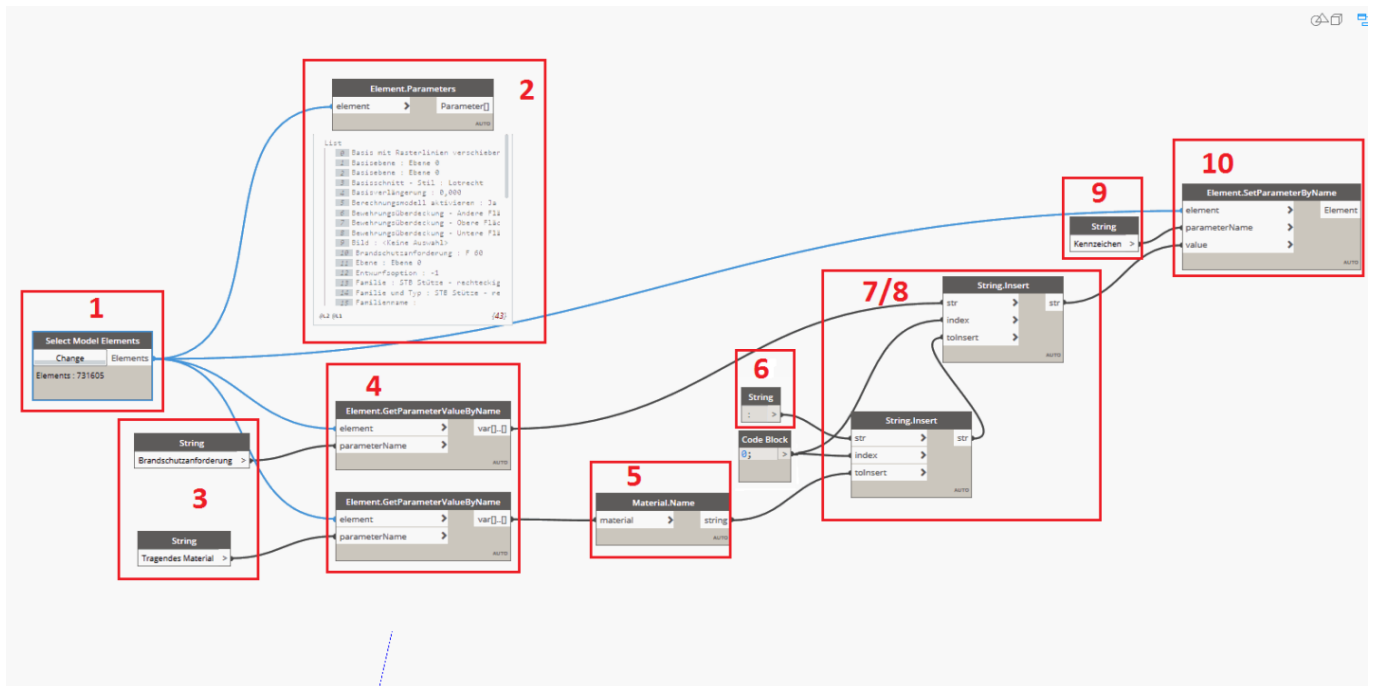 2
Element.Parameters
element > Parameter[]
AUTO
List
0 Basis mit Rasterlinien verschieber
1 Basisebene : Ebene 0
2 Basisebene : Ebene 0
3 Basisschnitt - Stil : Lotrecht
4 Basisverlängerung : 0,000
5 Berechnungsmodell aktivieren : Ja
6 Bewehrungsüberdeckung - Andere Flä
7 Bewehrungsüberdeckung - Obere Fläc
8 Bewehrungsüberdeckung - Untere Flä
9 Bild : <Keine Auswahl>
10 Brandschutzanforderung : F 60
11 Ebene : Ebene 0
12 Entwurfsoption : -1
13 Familie : STB Stütze - rechteckig
14 Familie und Typ : STB Stütze - re
15 Familienname :
@L2 @L1 {43}
1
Select Model Elements
Change Elements
Elements : 731605
3
String
Brandschutzanforderung >
String
Tragendes Material >
4
Element.GetParameterValueByName
element > var[]..[]
parameterName >
AUTO
Element.GetParameterValueByName
element > var[]..[]
parameterName >
AUTO
5
Material.Name
material > string
AUTO
6
String
: >
Code Block
0; >
7/8
String.Insert
str > str
index >
toInsert >
AUTO
String.Insert
str > str
index >
toInsert >
AUTO
9
String
Kennzeichen >
10
Element.SetParameterByName
element > Element
parameterName >
value >
AUTO